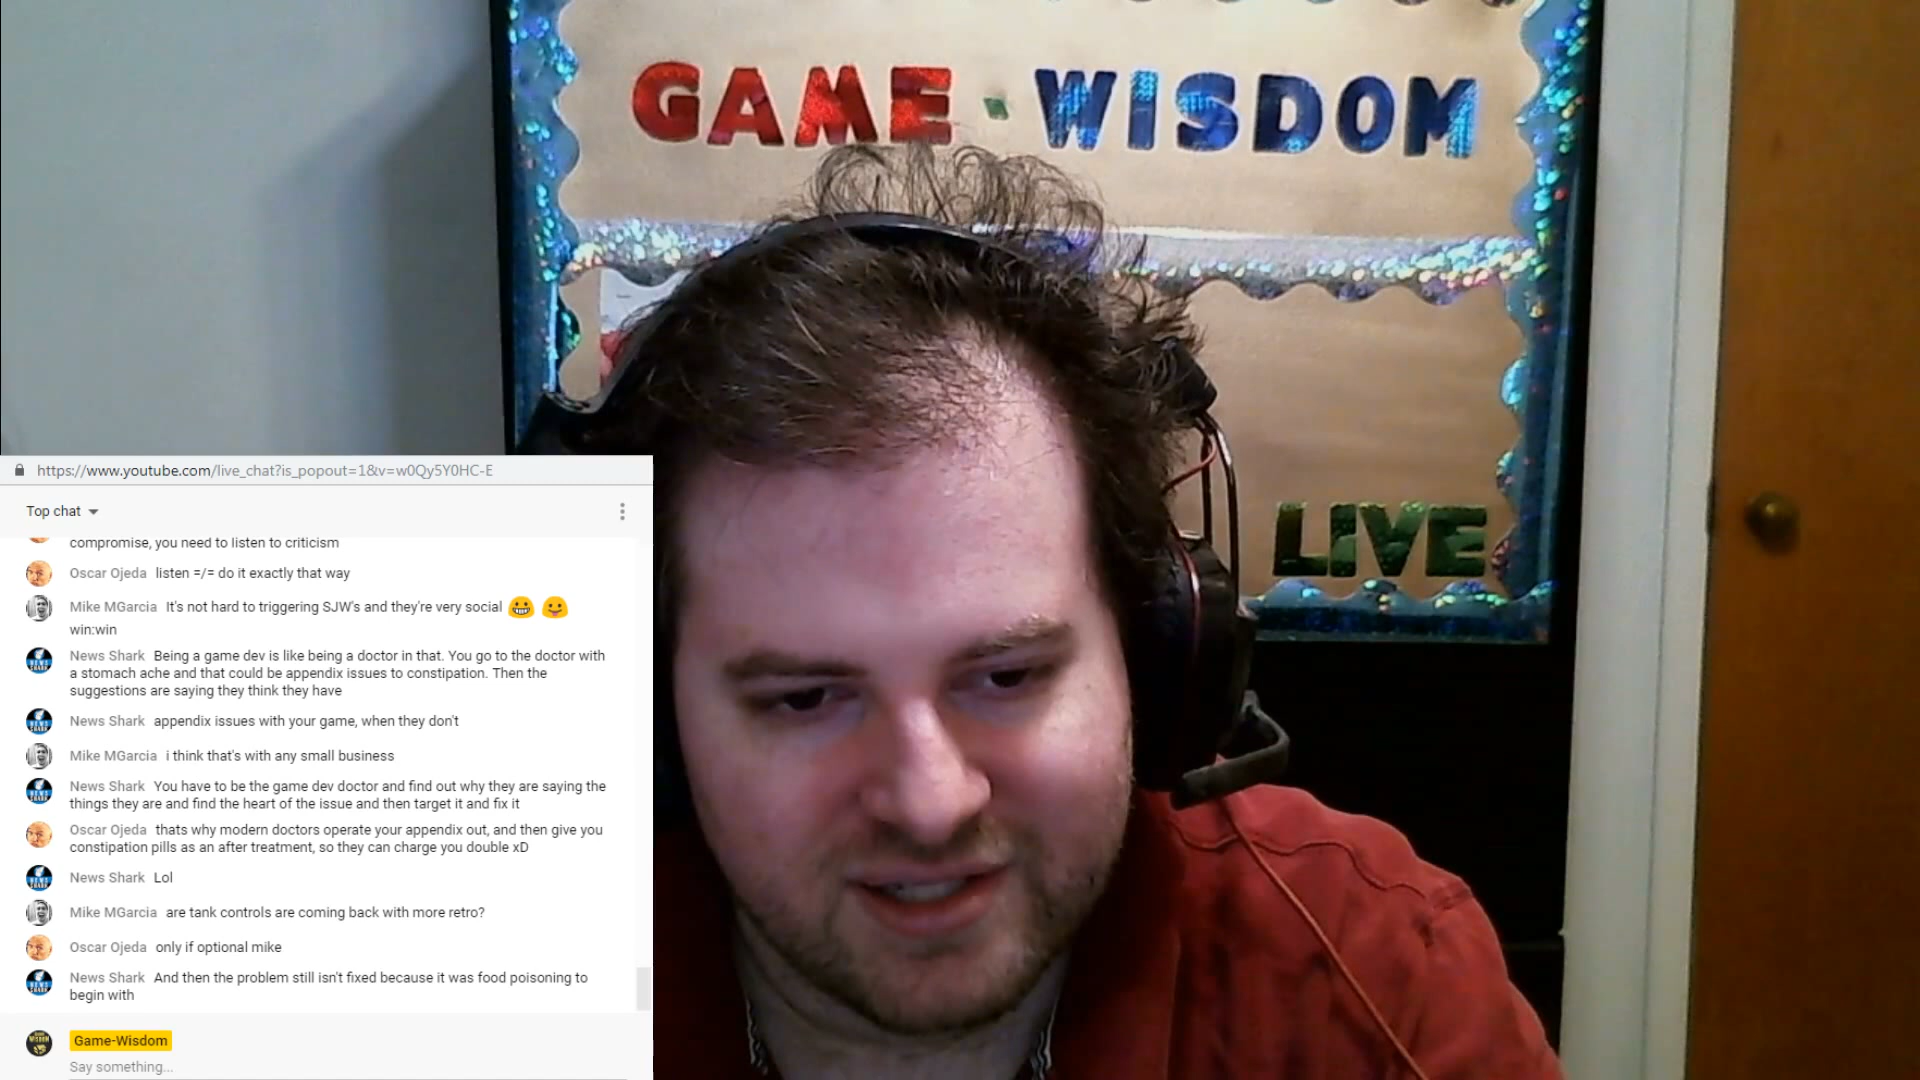 GAME · WISDOM
LIVE
https://www.youtube.com/live_chat?is_popout=1&v=w0Qy5Y0HC-E
Top chat
compromise, you need to listen to criticism
Oscar Ojeda listen =/= do it exactly that way
Mike MGarcia It's not hard to triggering SJW's and they're very social 😀 😛
win:win
News Shark Being a game dev is like being a doctor in that. You go to the doctor with
a stomach ache and that could be appendix issues to constipation. Then the
suggestions are saying they think they have
News Shark appendix issues with your game, when they don't
Mike MGarcia i think that's with any small business
News Shark You have to be the game dev doctor and find out why they are saying the
things they are and find the heart of the issue and then target it and fix it
Oscar Ojeda thats why modern doctors operate your appendix out, and then give you
constipation pills as an after treatment, so they can charge you double xD
News Shark Lol
Mike MGarcia are tank controls are coming back with more retro?
Oscar Ojeda only if optional mike
News Shark And then the problem still isn't fixed because it was food poisoning to
begin with
Game-Wisdom
Say something...